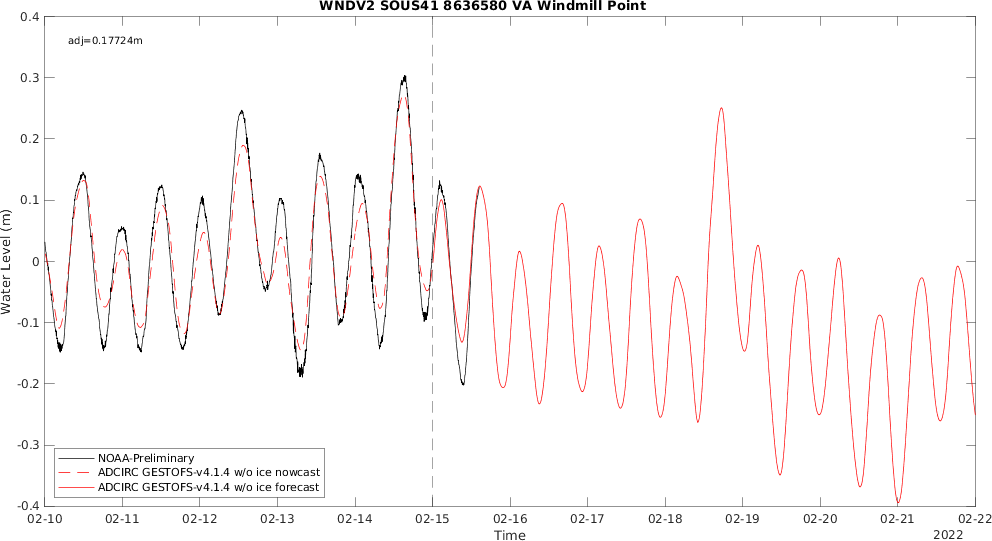 WNDV2 SOUS41 8636580 VA Windmill Point
adj=0.17724m
0.4
0.3
0.2
0.1
0
-0.1
-0.2
-0.3
-0.4
Water Level (m)
NOAA-Preliminary
ADCIRC GESTOFS-v4.1.4 w/o ice nowcast
ADCIRC GESTOFS-v4.1.4 w/o ice forecast
02-10 02-11 02-12 02-13 02-14 02-15 02-16 02-17 02-18 02-19 02-20 02-21 02-22
Time
2022